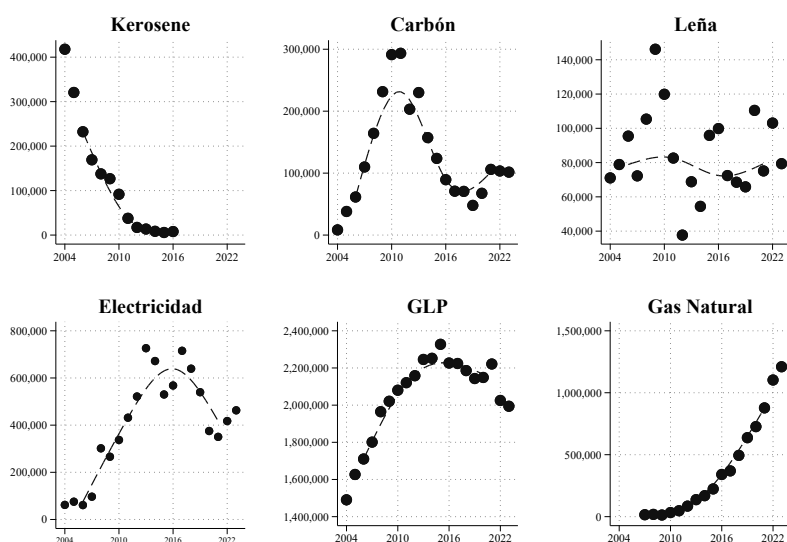 Kerosene
400,000
300,000
200,000
100,000
0
2004 2010 2016 2022
Carbón
300,000
200,000
100,000
0
2004 2010 2016 2022
Leña
140,000
120,000
100,000
80,000
60,000
40,000
2004 2010 2016 2022
Electricidad
800,000
600,000
400,000
200,000
0
2004 2010 2016 2022
GLP
2,400,000
2,200,000
2,000,000
1,800,000
1,600,000
1,400,000
2004 2010 2016 2022
Gas Natural
1,500,000
1,000,000
500,000
0
2004 2010 2016 2022